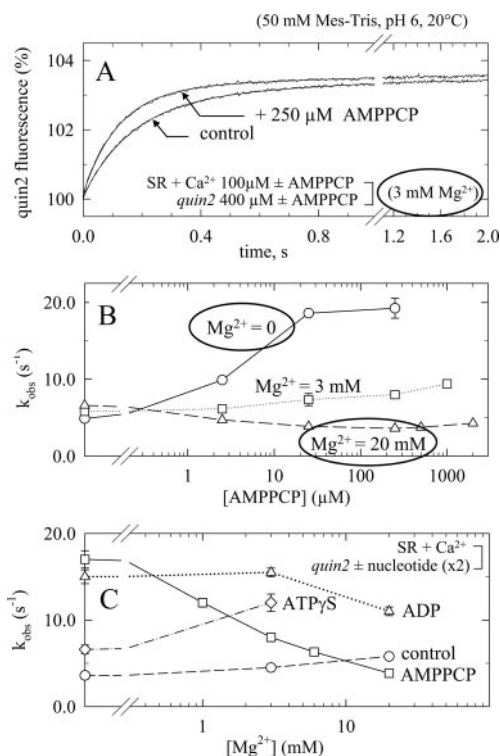 (50 mM Mes-Tris, pH 6, 20°C)
A
quin2 fluorescence (%)
104
102
100
+ 250 µM AMPPCP
control
SR + Ca²⁺ 100µM ± AMPPCP
quin2 400 µM ± AMPPCP
(3 mM Mg²⁺)
0.0 0.4 0.8 1.2 1.6 2.0
time, s
B
k_obs (s⁻¹)
20.0
10.0
0.0
Mg²⁺ = 0
Mg²⁺ = 3 mM
Mg²⁺ = 20 mM
1 10 100 1000
[AMPPCP] (µM)
C
k_obs (s⁻¹)
20.0
10.0
0.0
SR + Ca²⁺
quin2 ± nucleotide (x2)
ATPγS
ADP
control
AMPPCP
1 10
[Mg²⁺] (mM)